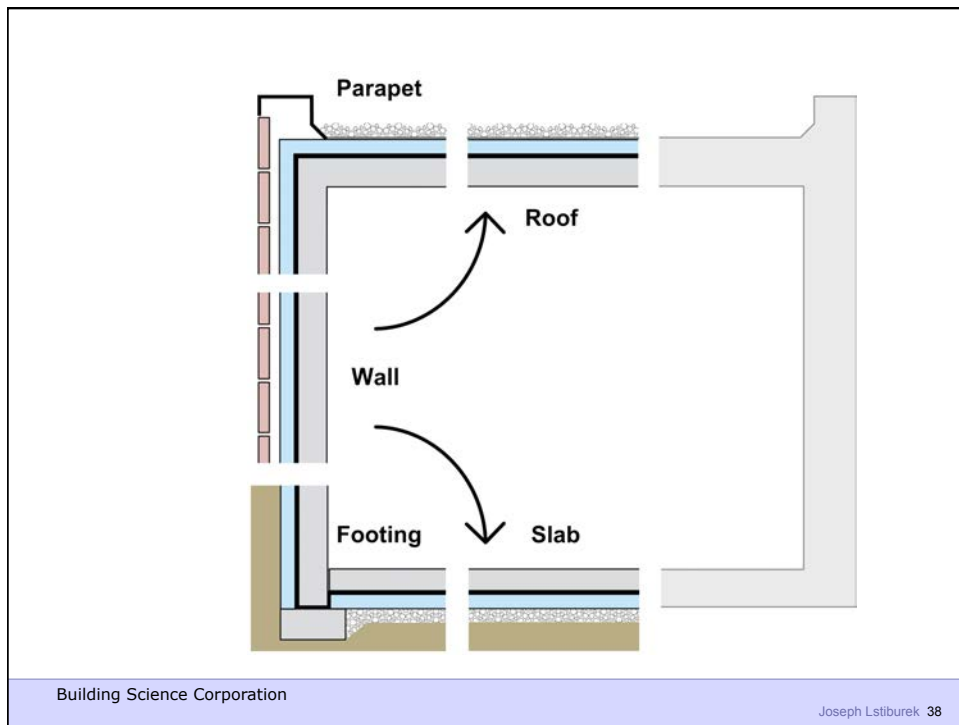 Parapet
Roof
Wall
Footing Slab
Building Science Corporation
Joseph Lstiburek 38